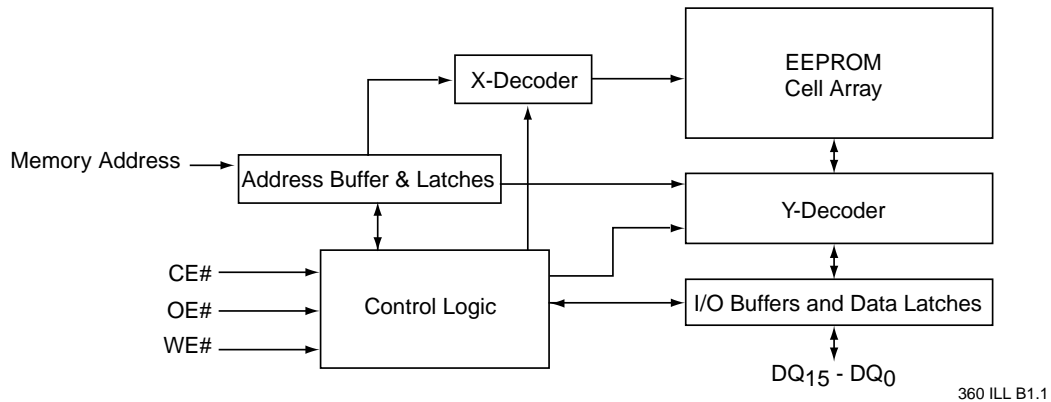 EEPROM
Cell Array
X-Decoder
Memory Address
Address Buffer & Latches
Y-Decoder
CE#
OE#
WE#
Control Logic
I/O Buffers and Data Latches
DQ15 - DQ0
360 ILL B1.1